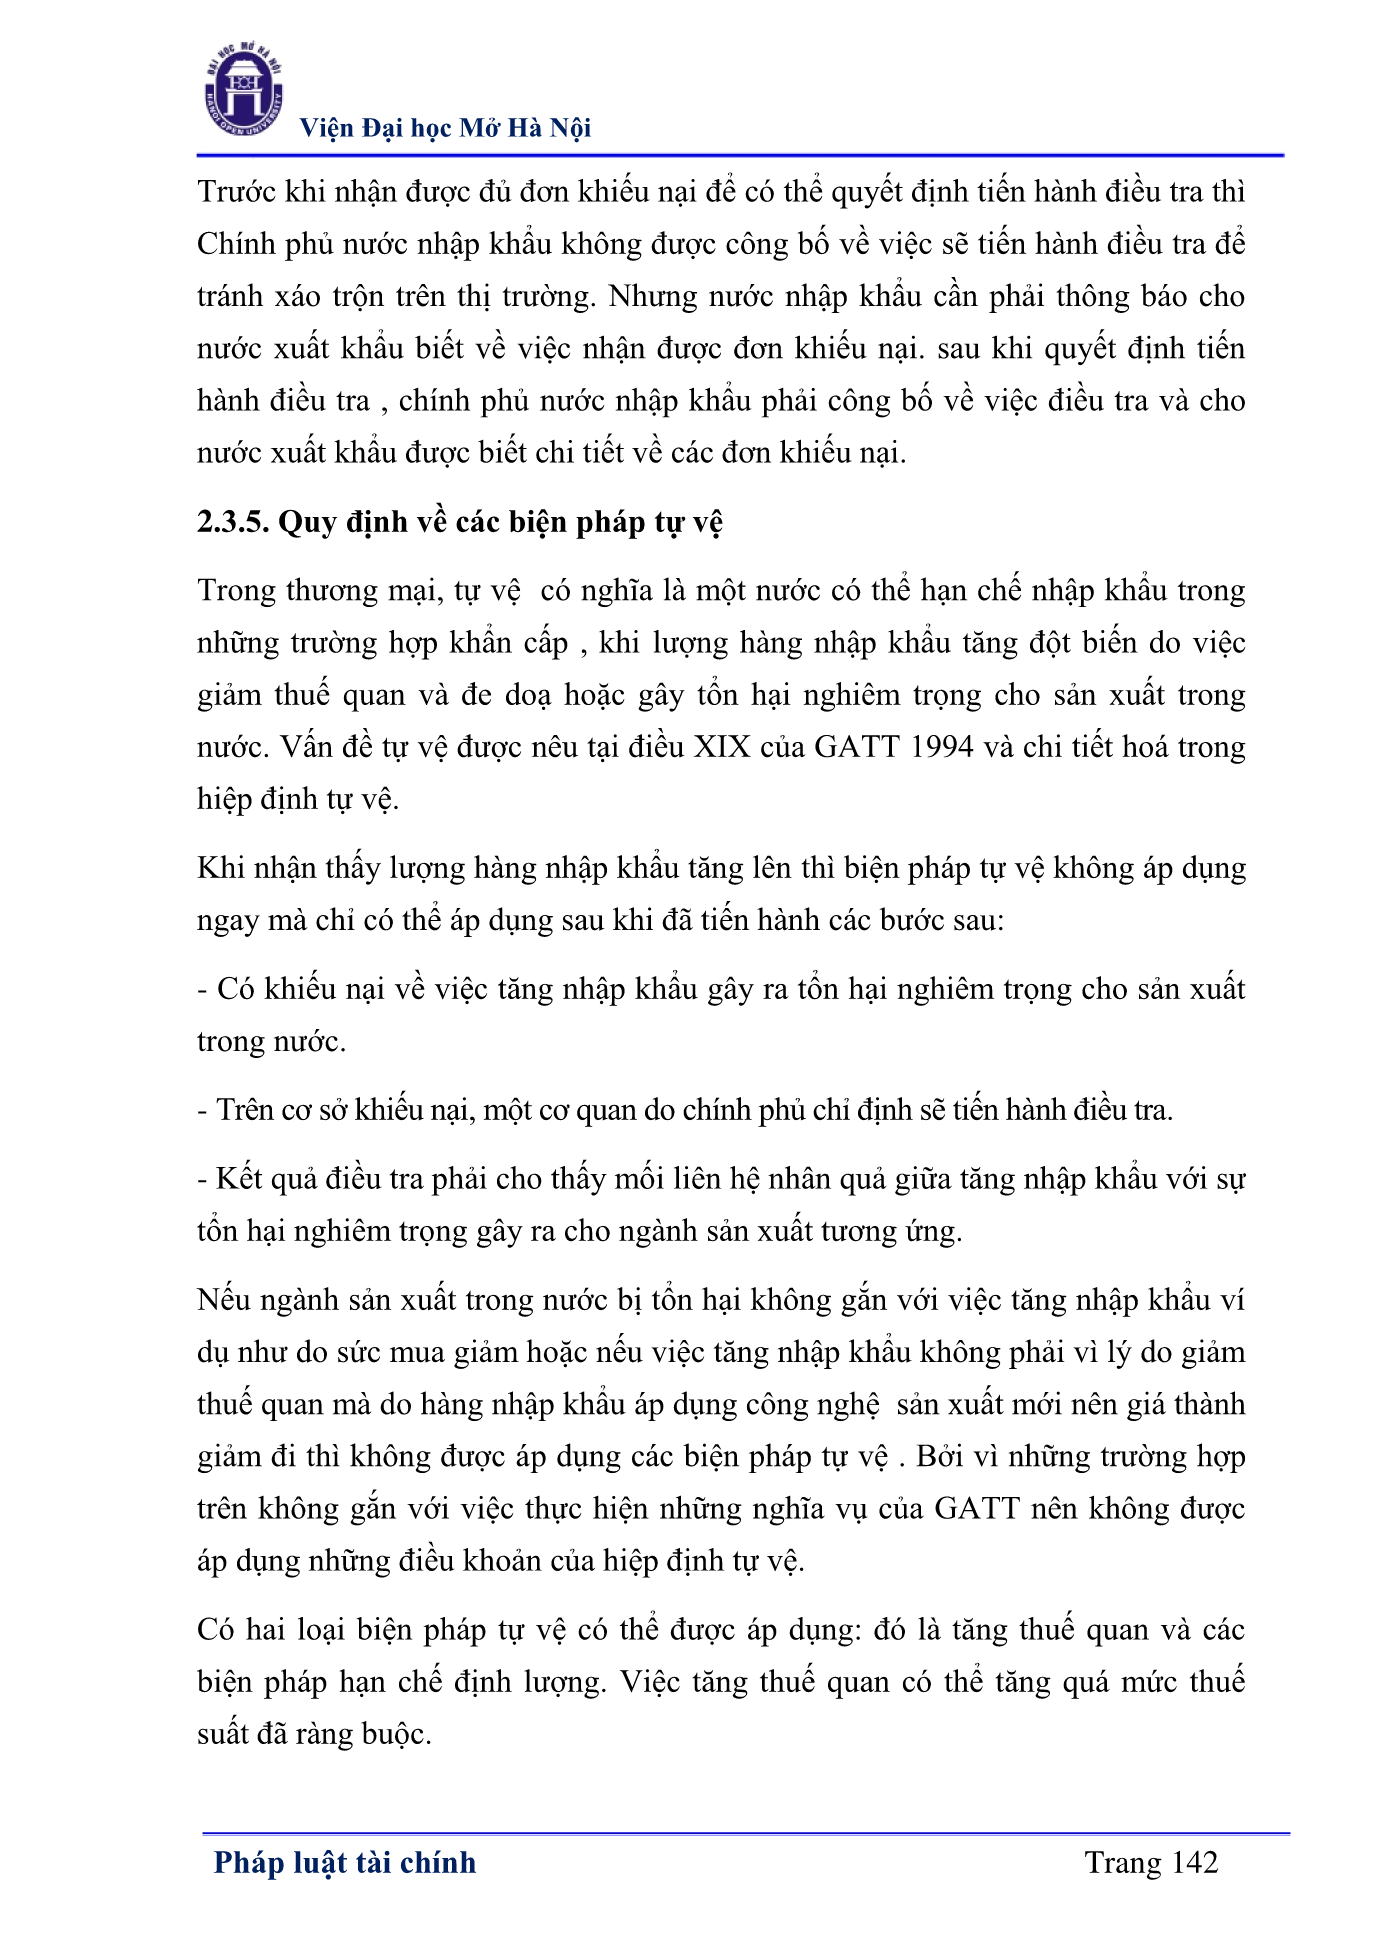 ĐẠI HỌC MỞ HÀ NỘI
HANOI OPEN UNIVERSITY
Viện Đại học Mở Hà Nội
Trước khi nhận được đủ đơn khiếu nại để có thể quyết định tiến hành điều tra thì
Chính phủ nước nhập khẩu không được công bố về việc sẽ tiến hành điều tra để
tránh xáo trộn trên thị trường. Nhưng nước nhập khẩu cần phải thông báo cho
nước xuất khẩu biết về việc nhận được đơn khiếu nại. sau khi quyết định tiến
hành điều tra , chính phủ nước nhập khẩu phải công bố về việc điều tra và cho
nước xuất khẩu được biết chi tiết về các đơn khiếu nại.
2.3.5. Quy định về các biện pháp tự vệ
Trong thương mại, tự vệ  có nghĩa là một nước có thể hạn chế nhập khẩu trong
những trường hợp khẩn cấp , khi lượng hàng nhập khẩu tăng đột biến do việc
giảm thuế quan và đe doạ hoặc gây tổn hại nghiêm trọng cho sản xuất trong
nước. Vấn đề tự vệ được nêu tại điều XIX của GATT 1994 và chi tiết hoá trong
hiệp định tự vệ.
Khi nhận thấy lượng hàng nhập khẩu tăng lên thì biện pháp tự vệ không áp dụng
ngay mà chỉ có thể áp dụng sau khi đã tiến hành các bước sau:
- Có khiếu nại về việc tăng nhập khẩu gây ra tổn hại nghiêm trọng cho sản xuất
trong nước.
- Trên cơ sở khiếu nại, một cơ quan do chính phủ chỉ định sẽ tiến hành điều tra.
- Kết quả điều tra phải cho thấy mối liên hệ nhân quả giữa tăng nhập khẩu với sự
tổn hại nghiêm trọng gây ra cho ngành sản xuất tương ứng.
Nếu ngành sản xuất trong nước bị tổn hại không gắn với việc tăng nhập khẩu ví
dụ như do sức mua giảm hoặc nếu việc tăng nhập khẩu không phải vì lý do giảm
thuế quan mà do hàng nhập khẩu áp dụng công nghệ  sản xuất mới nên giá thành
giảm đi thì không được áp dụng các biện pháp tự vệ . Bởi vì những trường hợp
trên không gắn với việc thực hiện những nghĩa vụ của GATT nên không được
áp dụng những điều khoản của hiệp định tự vệ.
Có hai loại biện pháp tự vệ có thể được áp dụng: đó là tăng thuế quan và các
biện pháp hạn chế định lượng. Việc tăng thuế quan có thể tăng quá mức thuế
suất đã ràng buộc.
Pháp luật tài chính
Trang 142